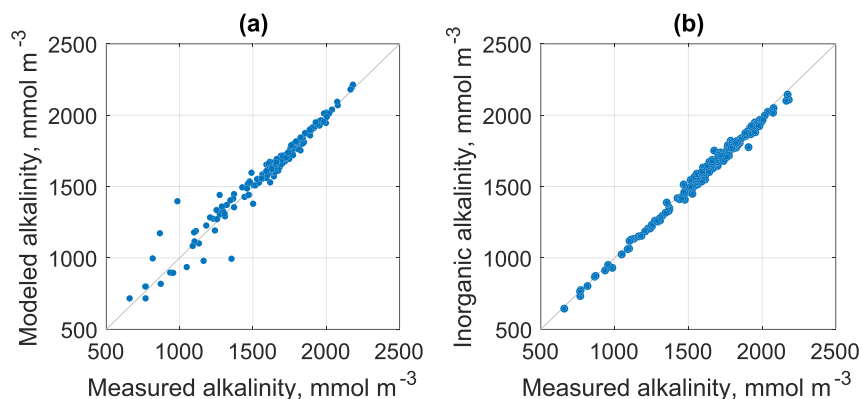 (a)
Modeled alkalinity, mmol m-3
2500
2000
1500
1000
500
500 1000 1500 2000 2500
Measured alkalinity, mmol m-3
(b)
Inorganic alkalinity, mmol m-3
2500
2000
1500
1000
500
500 1000 1500 2000 2500
Measured alkalinity, mmol m-3